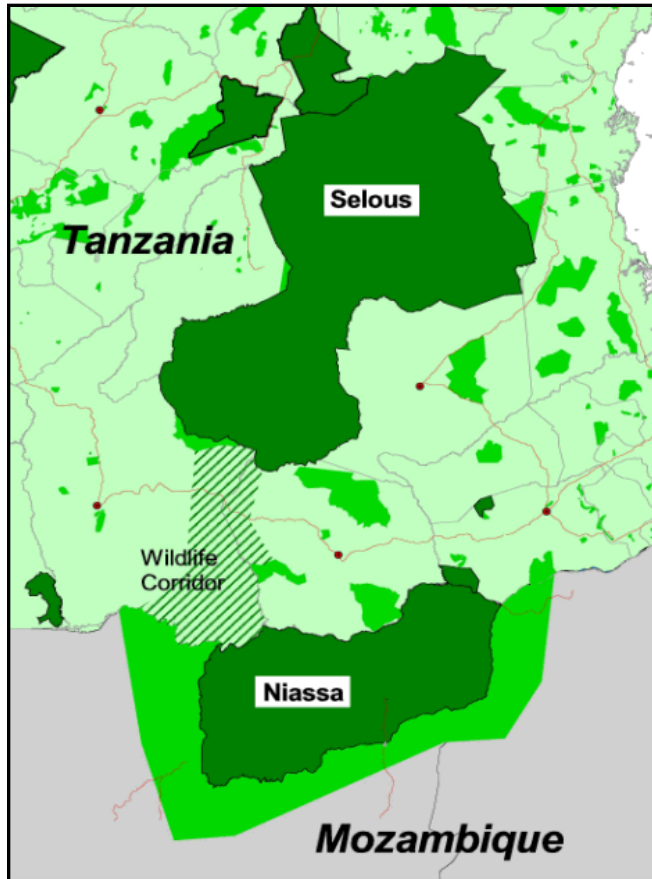 Selous
Tanzania
Wildlife
Corridor
Niassa
Mozambique